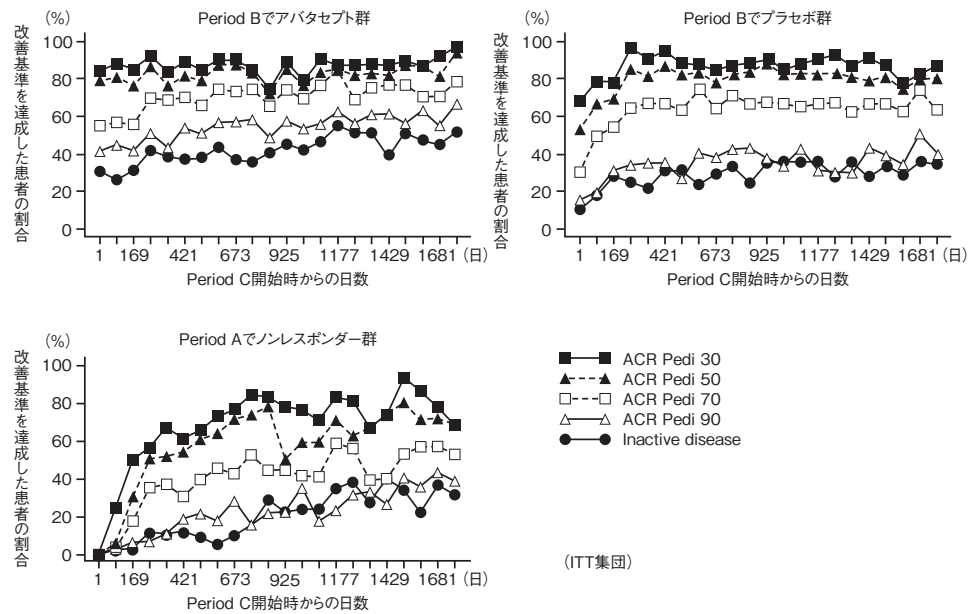 (%)
Period Bでアバタセプト群
改善基準を達成した患者の割合
100
80
60
40
20
0
1 169 421 673 925 1177 1429 1681 (日)
Period C開始時からの日数
(%)
Period Bでプラセボ群
改善基準を達成した患者の割合
100
80
60
40
20
0
1 169 421 673 925 1177 1429 1681 (日)
Period C開始時からの日数
(%)
Period Aでノンレスポンダー群
改善基準を達成した患者の割合
100
80
60
40
20
0
1 169 421 673 925 1177 1429 1681 (日)
Period C開始時からの日数
ACR Pedi 30
ACR Pedi 50
ACR Pedi 70
ACR Pedi 90
Inactive disease
(ITT集団)